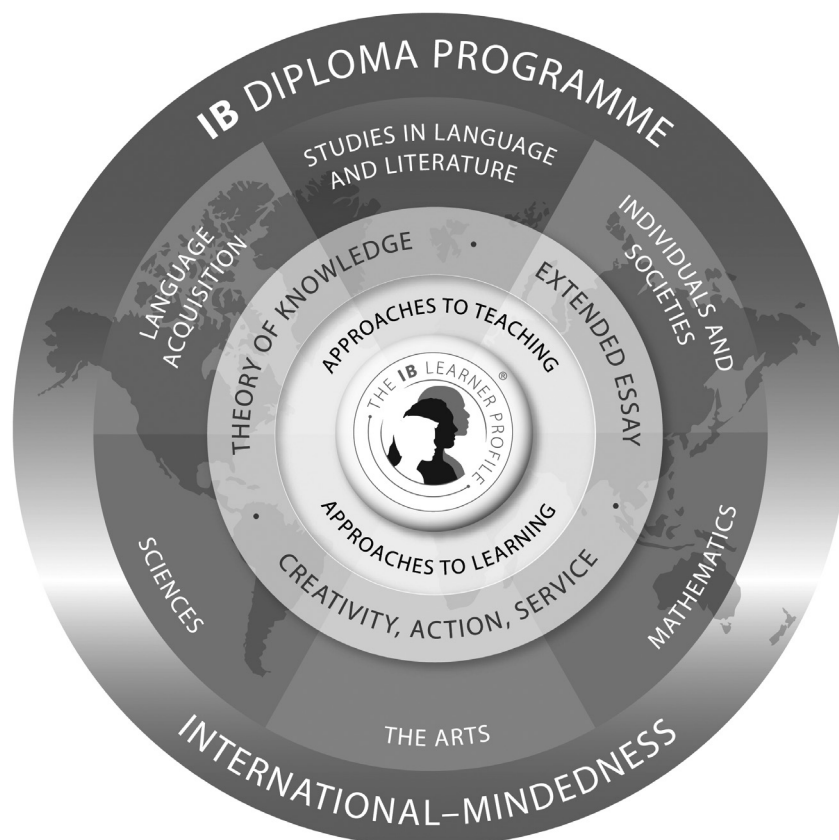 IB DIPLOMA PROGRAMME
STUDIES IN LANGUAGE
AND LITERATURE
LANGUAGE
ACQUISITION
INDIVIDUALS AND
SOCIETIES
THEORY OF KNOWLEDGE
EXTENDED ESSAY
APPROACHES TO TEACHING
THE IB LEARNER PROFILE
®
APPROACHES TO LEARNING
CREATIVITY, ACTION, SERVICE
SCIENCES
MATHEMATICS
THE ARTS
INTERNATIONAL–MINDEDNESS